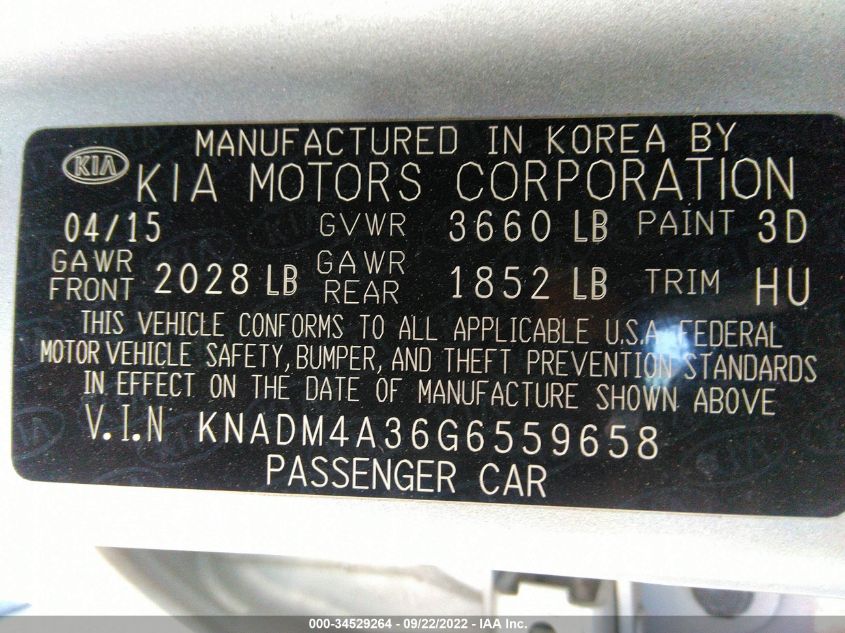 MANUFACTURED IN KOREA BY
KIA KIA MOTORS CORPORATION
04/15 GVWR 3660 LB PAINT 3D
GAWR FRONT 2028 LB GAWR REAR 1852 LB TRIM HU
THIS VEHICLE CONFORMS TO ALL APPLICABLE U.S.A. FEDERAL
MOTOR VEHICLE SAFETY, BUMPER, AND THEFT PREVENTION STANDARDS
IN EFFECT ON THE DATE OF MANUFACTURE SHOWN ABOVE
V.I.N KNADM4A36G6559658
PASSENGER CAR
000-34529264 - 09/22/2022 - IAA Inc.